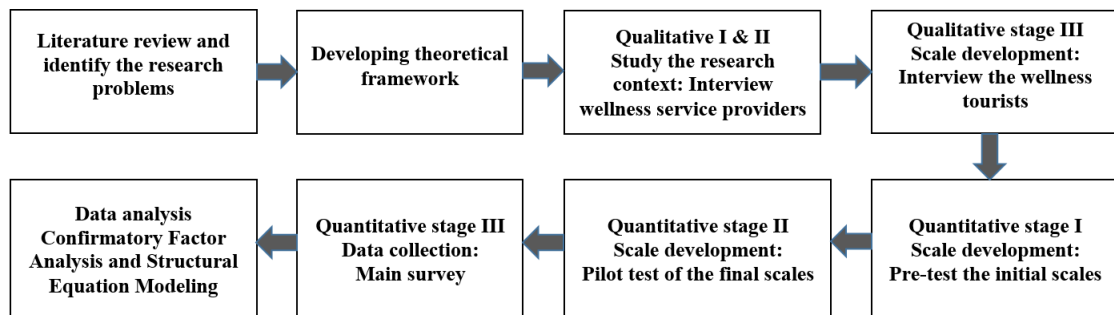 Literature review and
identify the research
problems
Developing theoretical
framework
Qualitative I & II
Study the research
context: Interview
wellness service providers
Qualitative stage III
Scale development:
Interview the wellness
tourists
Quantitative stage I
Scale development:
Pre-test the initial scales
Quantitative stage II
Scale development:
Pilot test of the final scales
Quantitative stage III
Data collection:
Main survey
Data analysis
Confirmatory Factor
Analysis and Structural
Equation Modeling